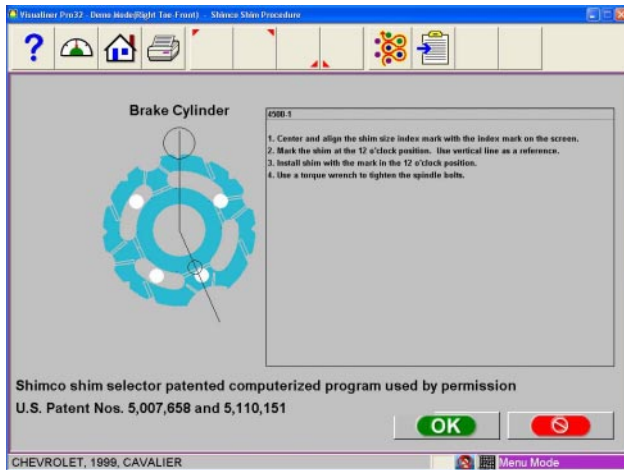 Visualiner Pro32 - Demo Mode(Right Toe Front) - Shimco Shim Procedure
?
Brake Cylinder
4500-1
1. Center and align the shim size index mark with the index mark on the screen.
2. Mark the shim at the 12 o'clock position. Use vertical line as a reference.
3. Install shim with the mark in the 12 o'clock position.
4. Use a torque wrench to tighten the spindle bolts.
Shimco shim selector patented computerized program used by permission
U.S. Patent Nos. 5,007,658 and 5,110,151
OK
CHEVROLET, 1999, CAVALIER
Menu Mode